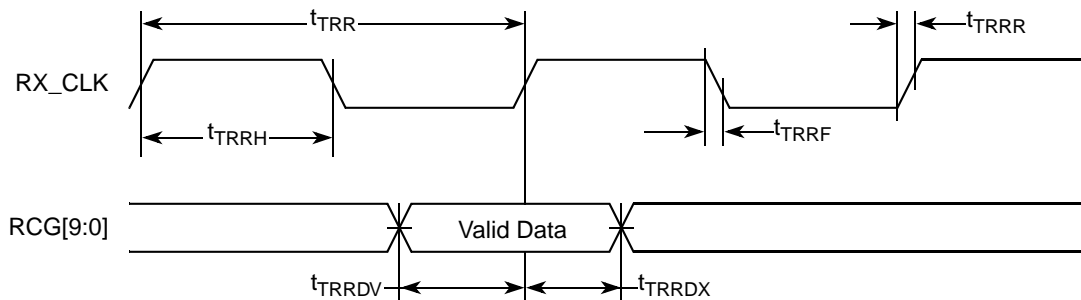 tTRR
tTRRR
RX_CLK
tTRRH
tTRRF
RCG[9:0]
Valid Data
tTRRDV
tTRRDX